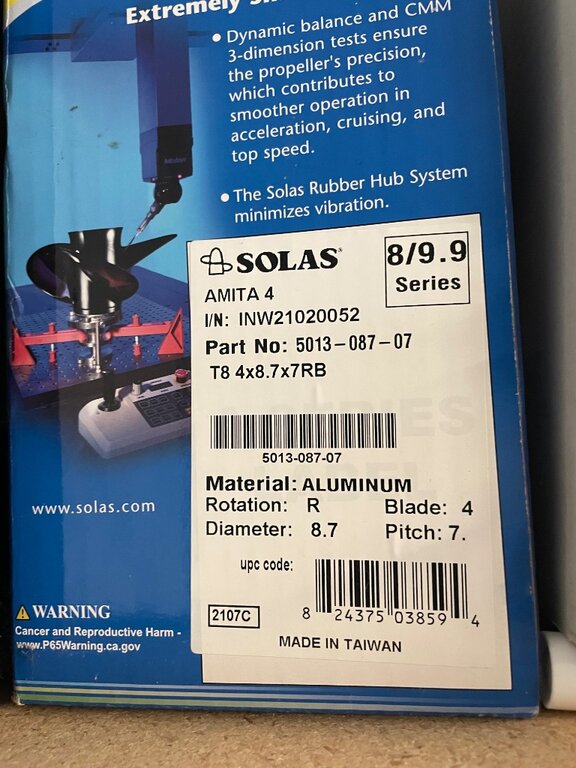 Extremely
• Dynamic balance and CMM
3-dimension tests ensure
the propeller's precision,
which contributes to
smoother operation in
acceleration, cruising, and
top speed.
• The Solas Rubber Hub System
minimizes vibration.
SOLAS®
8/9.9
Series
AMITA 4
I/N: INW21020052
Part No: 5013-087-07
T8 4x8.7x7RB
5013-087-07
Material: ALUMINUM
Rotation: R Blade: 4
Diameter: 8.7 Pitch: 7.
upc code:
8 24375 03859 4
2107C
MADE IN TAIWAN
www.solas.com
⚠ WARNING
Cancer and Reproductive Harm -
www.P65Warning.ca.gov